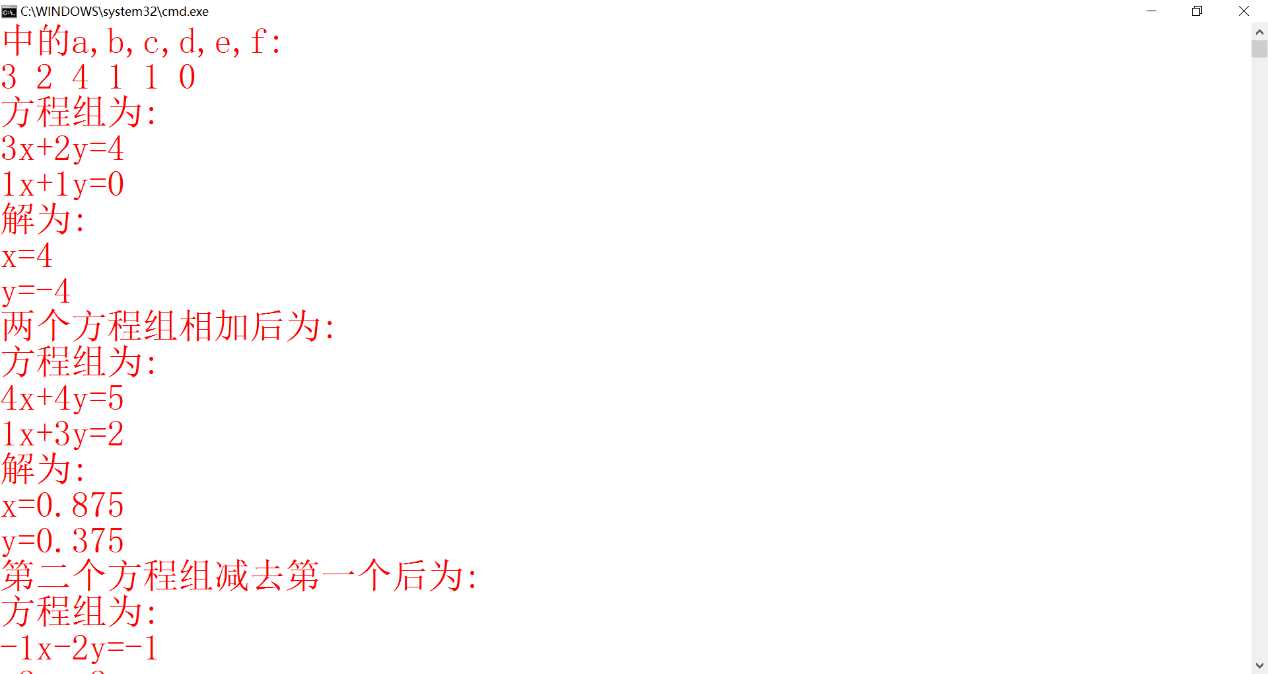 C:\WINDOWS\system32\cmd.exe
中的a,b,c,d,e,f:
3 2 4 1 1 0
方程组为:
3x+2y=4
1x+1y=0
解为:
x=4
y=-4
两个方程组相加后为:
方程组为:
4x+4y=5
1x+3y=2
解为:
x=0.875
y=0.375
第二个方程组减去第一个后为:
方程组为:
-1x-2y=-1